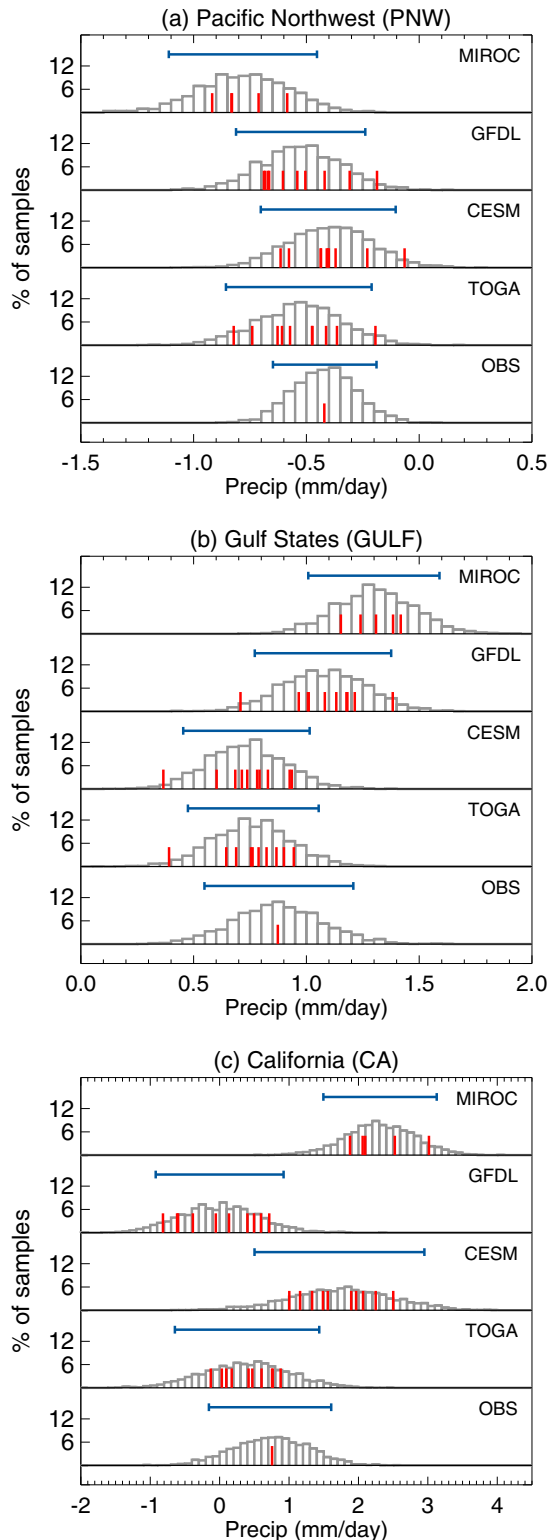 (a) Pacific Northwest (PNW)
12
6
MIROC
12
6
GFDL
12
6
CESM
12
6
TOGA
12
6
OBS
% of samples
-1.5 -1.0 -0.5 0.0 0.5
Precip (mm/day)
(b) Gulf States (GULF)
12
6
MIROC
12
6
GFDL
12
6
CESM
12
6
TOGA
12
6
OBS
% of samples
0.0 0.5 1.0 1.5 2.0
Precip (mm/day)
(c) California (CA)
12
6
MIROC
12
6
GFDL
12
6
CESM
12
6
TOGA
12
6
OBS
% of samples
-2 -1 0 1 2 3 4
Precip (mm/day)